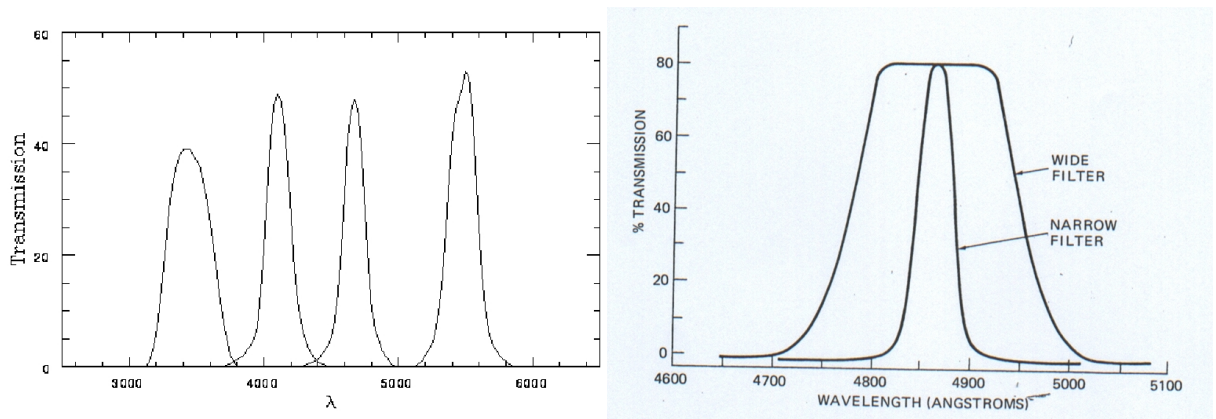 60
40
20
0
Transmission
3000 4000 5000 6000
λ
80
60
40
20
0
% TRANSMISSION
WIDE
FILTER
NARROW
FILTER
4600 4700 4800 4900 5000 5100
WAVELENGTH (ANGSTROMS)